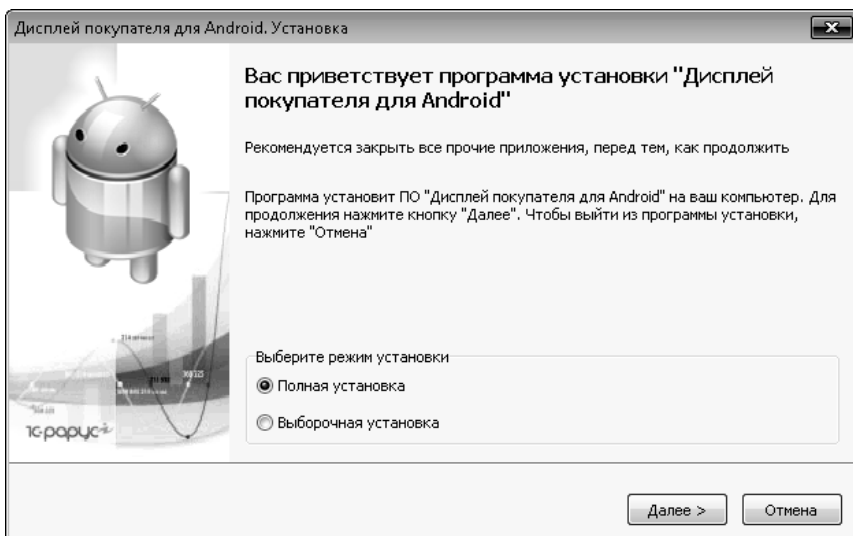 Дисплей покупателя для Android. Установка
Вас приветствует программа установки "Дисплей
покупателя для Android"
Рекомендуется закрыть все прочие приложения, перед тем, как продолжить
Программа установит ПО "Дисплей покупателя для Android" на ваш компьютер. Для
продолжения нажмите кнопку "Далее". Чтобы выйти из программы установки,
нажмите "Отмена"
Выберите режим установки
Полная установка
Выборочная установка
1С-рарус
Далее >
Отмена